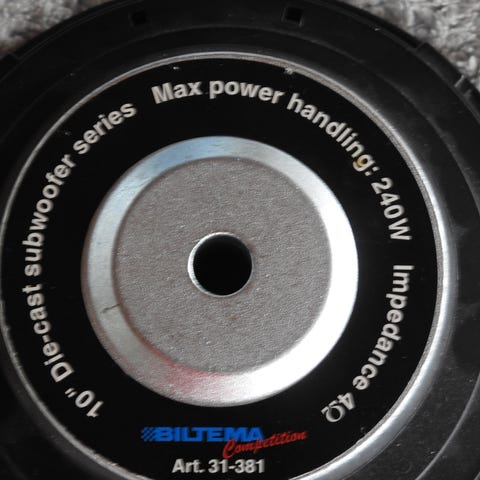 10" Die-cast subwoofer series
Max power handling: 240W
Impedance 4Ω
BILTEMA
Competition
Art. 31-381